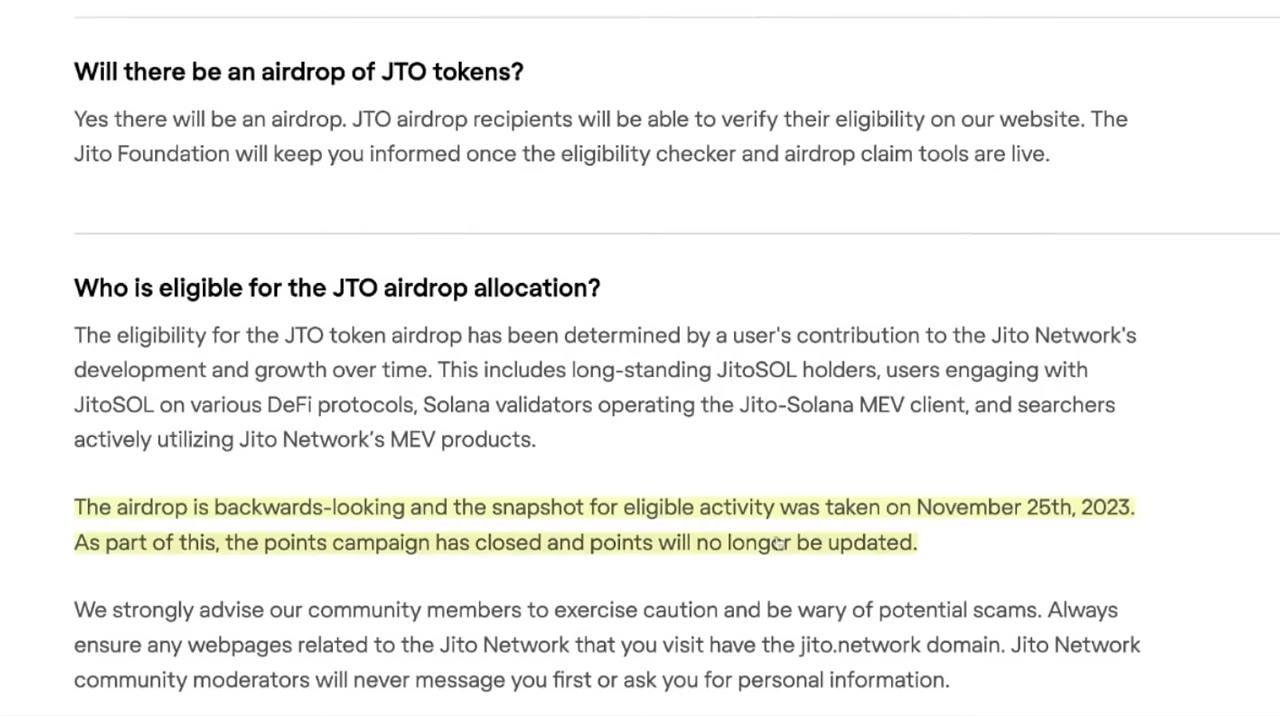 Will there be an airdrop of JTO tokens?
Yes there will be an airdrop. JTO airdrop recipients will be able to verify their eligibility on our website. The
Jito Foundation will keep you informed once the eligibility checker and airdrop claim tools are live.
Who is eligible for the JTO airdrop allocation?
The eligibility for the JTO token airdrop has been determined by a user's contribution to the Jito Network's
development and growth over time. This includes long-standing JitoSOL holders, users engaging with
JitoSOL on various DeFi protocols, Solana validators operating the Jito-Solana MEV client, and searchers
actively utilizing Jito Network’s MEV products.
The airdrop is backwards-looking and the snapshot for eligible activity was taken on November 25th, 2023.
As part of this, the points campaign has closed and points will no longer be updated.
We strongly advise our community members to exercise caution and be wary of potential scams. Always
ensure any webpages related to the Jito Network that you visit have the jito.network domain. Jito Network
community moderators will never message you first or ask you for personal information.